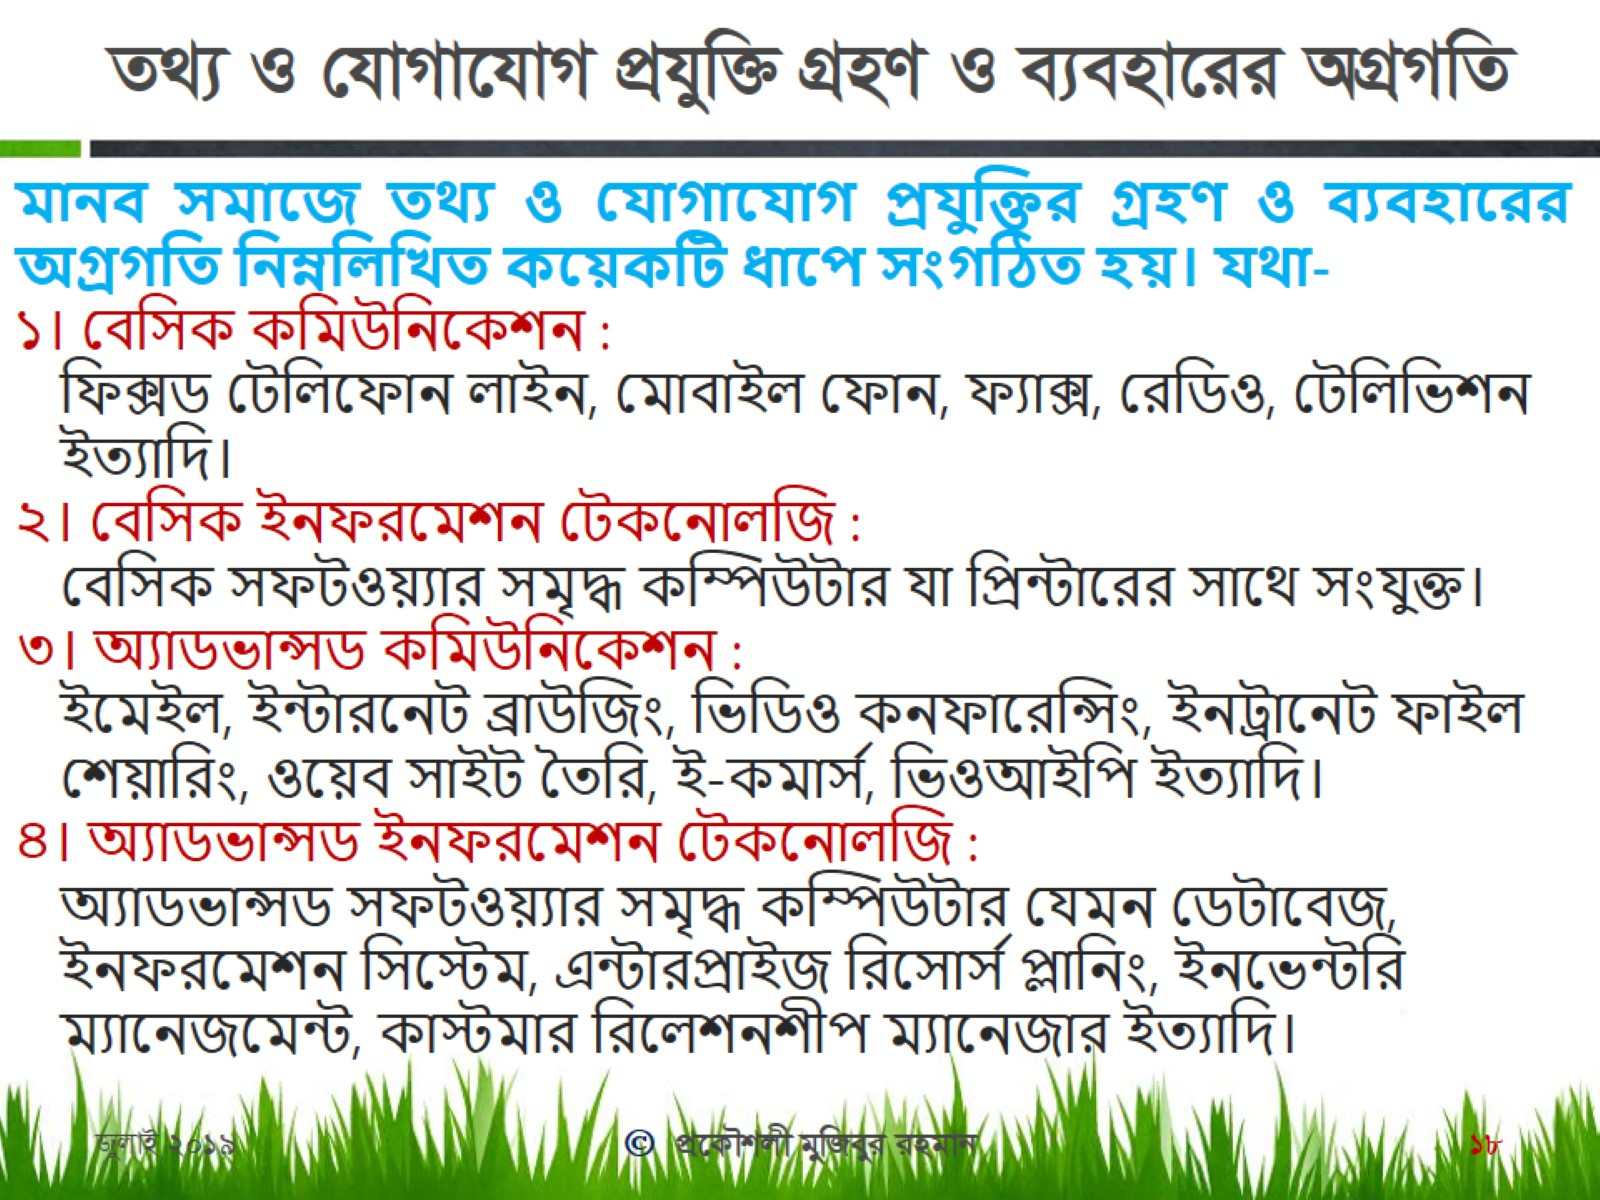 তথ্য ও যোগাযোগ প্রযুক্তি গ্রহণ ও ব্যবহারের অগ্রগতি
মানব সমাজে তথ্য ও যোগাযোগ প্রযুক্তির গ্রহণ ও ব্যবহারের
অগ্রগতি নিম্নলিখিত কয়েকটি ধাপে সংগঠিত হয়। যথা-
১। বেসিক কমিউনিকেশন :
ফিক্সড টেলিফোন লাইন, মোবাইল ফোন, ফ্যাক্স, রেডিও, টেলিভিশন
ইত্যাদি।
২। বেসিক ইনফরমেশন টেকনোলজি :
বেসিক সফটওয়্যার সমৃদ্ধ কম্পিউটার যা প্রিন্টারের সাথে সংযুক্ত।
৩। অ্যাডভান্সড কমিউনিকেশন :
ইমেইল, ইন্টারনেট ব্রাউজিং, ভিডিও কনফারেন্সিং, ইনট্রানেট ফাইল
শেয়ারিং, ওয়েব সাইট তৈরি, ই-কমার্স, ভিওআইপি ইত্যাদি।
৪। অ্যাডভান্সড ইনফরমেশন টেকনোলজি :
অ্যাডভান্সড সফটওয়্যার সমৃদ্ধ কম্পিউটার যেমন ডেটাবেজ,
ইনফরমেশন সিস্টেম, এন্টারপ্রাইজ রিসোর্স প্লানিং, ইনভেন্টরি
ম্যানেজমেন্ট, কাস্টমার রিলেশনশীপ ম্যানেজার ইত্যাদি।
জুলাই ২০১৯ © প্রকৌশলী মুজিবুর রহমান ১৮